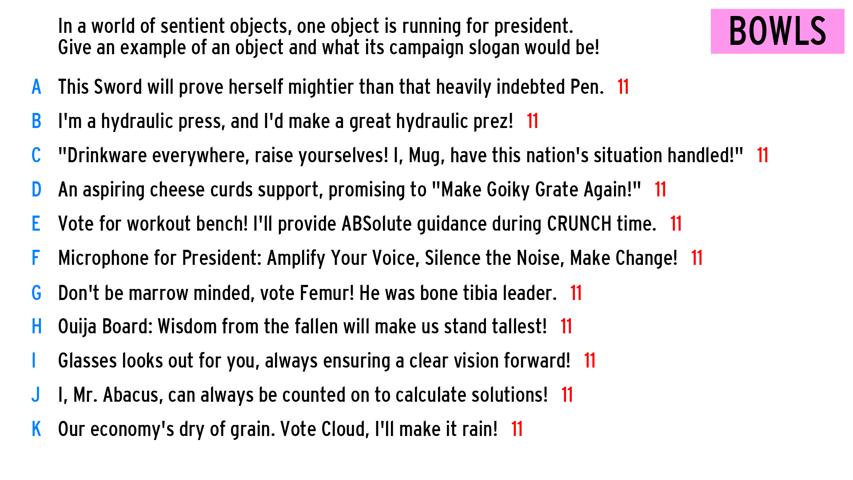 In a world of sentient objects, one object is running for president.
Give an example of an object and what its campaign slogan would be!
BOWLS
A This Sword will prove herself mightier than that heavily indebted Pen. 11
B I'm a hydraulic press, and I'd make a great hydraulic prez! 11
C "Drinkware everywhere, raise yourselves! I, Mug, have this nation's situation handled!" 11
D An aspiring cheese curds support, promising to "Make Goiky Grate Again!" 11
E Vote for workout bench! I'll provide ABSolute guidance during CRUNCH time. 11
F Microphone for President: Amplify Your Voice, Silence the Noise, Make Change! 11
G Don't be marrow minded, vote Femur! He was bone tibia leader. 11
H Ouija Board: Wisdom from the fallen will make us stand tallest! 11
I Glasses looks out for you, always ensuring a clear vision forward! 11
J I, Mr. Abacus, can always be counted on to calculate solutions! 11
K Our economy's dry of grain. Vote Cloud, I'll make it rain! 11